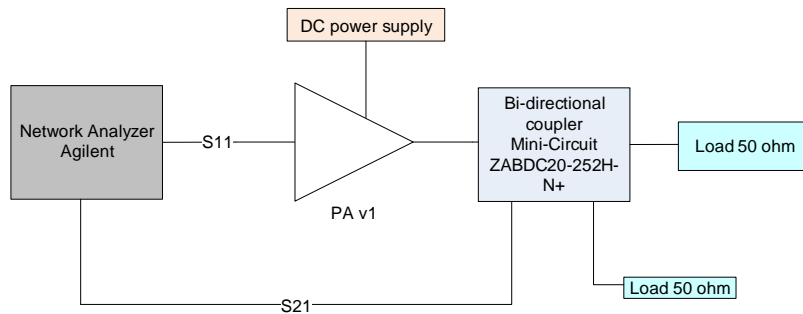 DC power supply
Network Analyzer
Agilent
S11
PA v1
Bi-directional
coupler
Mini-Circuit
ZABDC20-252H-
N+
Load 50 ohm
Load 50 ohm
S21